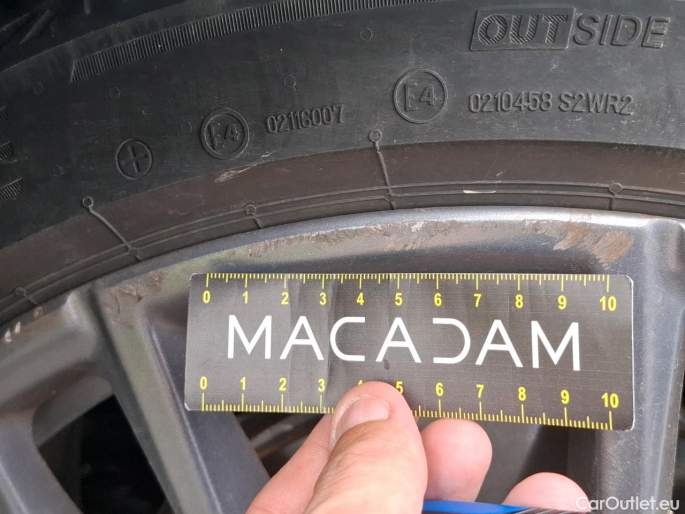 OUTSIDE
E4 02116007
E4 0210458 S2WR2
0 1 2 3 4 5 6 7 8 9 10
MACADAM
0 1 2 3 4 5 6 7 8 9 10
CarOutlet.eu